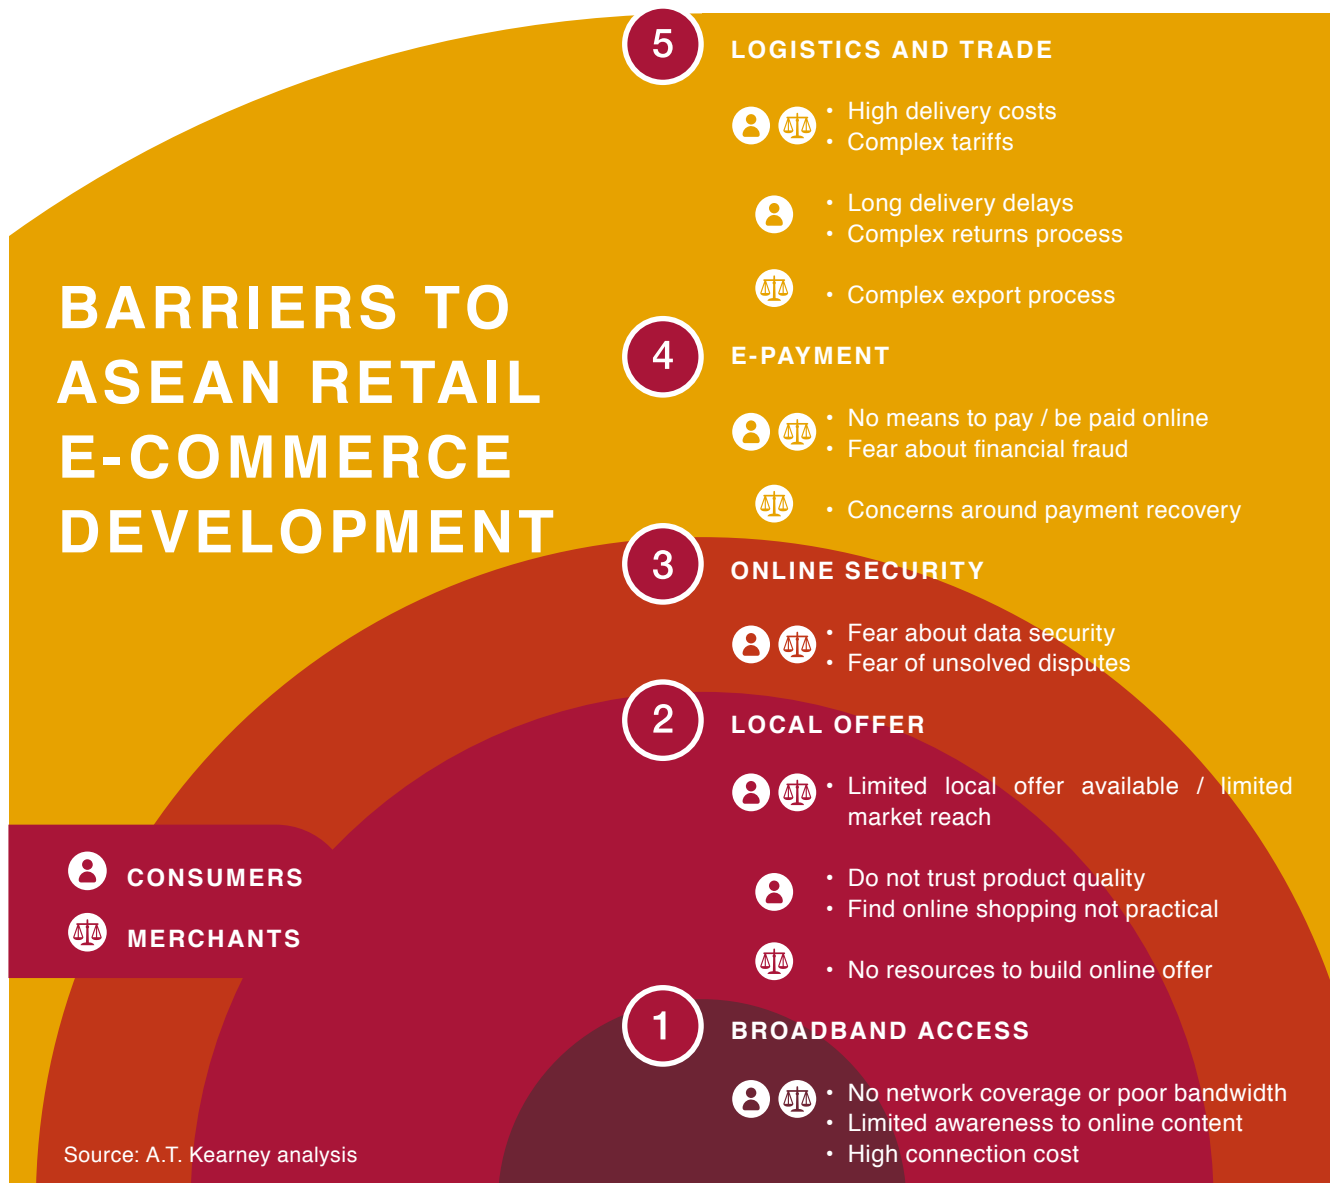 BARRIERS TO
ASEAN RETAIL
E-COMMERCE
DEVELOPMENT
5
LOGISTICS AND TRADE
• High delivery costs
• Complex tariffs
• Long delivery delays
• Complex returns process
• Complex export process
4
E-PAYMENT
• No means to pay / be paid online
• Fear about financial fraud
• Concerns around payment recovery
3
ONLINE SECURITY
• Fear about data security
• Fear of unsolved disputes
2
LOCAL OFFER
• Limited local offer available / limited
market reach
• Do not trust product quality
• Find online shopping not practical
• No resources to build online offer
1
BROADBAND ACCESS
• No network coverage or poor bandwidth
• Limited awareness to online content
• High connection cost
CONSUMERS
MERCHANTS
Source: A.T. Kearney analysis